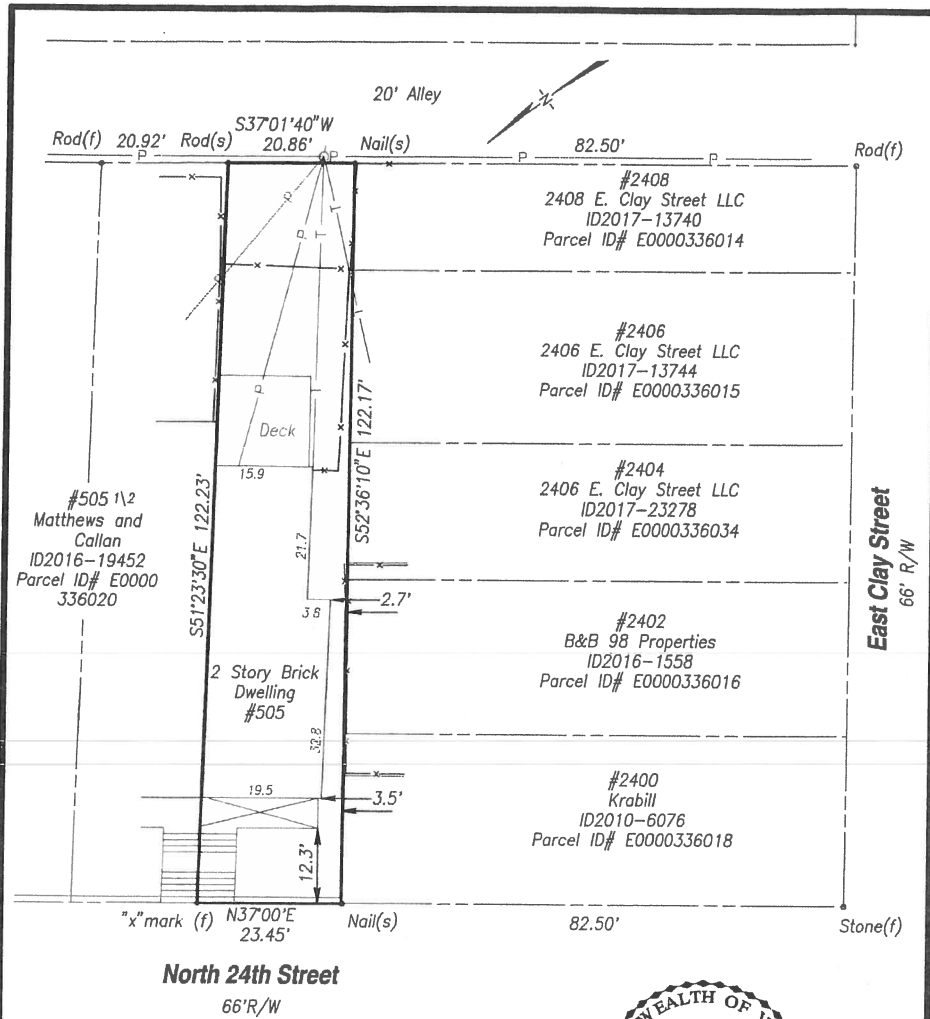 20' Alley
N
S37°01'40"W
Rod(f) 20.92' Rod(s) 20.86' Nail(s) 82.50' Rod(f)
P P P P
#2408
2408 E. Clay Street LLC
ID2017-13740
Parcel ID# E0000336014
P
P
T
T
P
T
#2406
2406 E. Clay Street LLC
ID2017-13744
Parcel ID# E0000336015
P
T
Deck
15.9
S52°36'10"E 122.17'
#2404
2406 E. Clay Street LLC
ID2017-23278
Parcel ID# E0000336034
#505 1\2
Matthews and
Callan
ID2016-19452
Parcel ID# E0000
336020
S51°23'30"E 122.23'
21.7
3.6
2.7'
East Clay Street
66' R/W
#2402
B&B 98 Properties
ID2016-1558
Parcel ID# E0000336016
2 Story Brick
Dwelling
#505
32.8
19.5
3.5'
#2400
Krabill
ID2010-6076
Parcel ID# E0000336018
12.3'
"x"mark (f) N37°00'E Nail(s) 82.50' Stone(f)
23.45'
North 24th Street
66'R/W
WEALTH OF